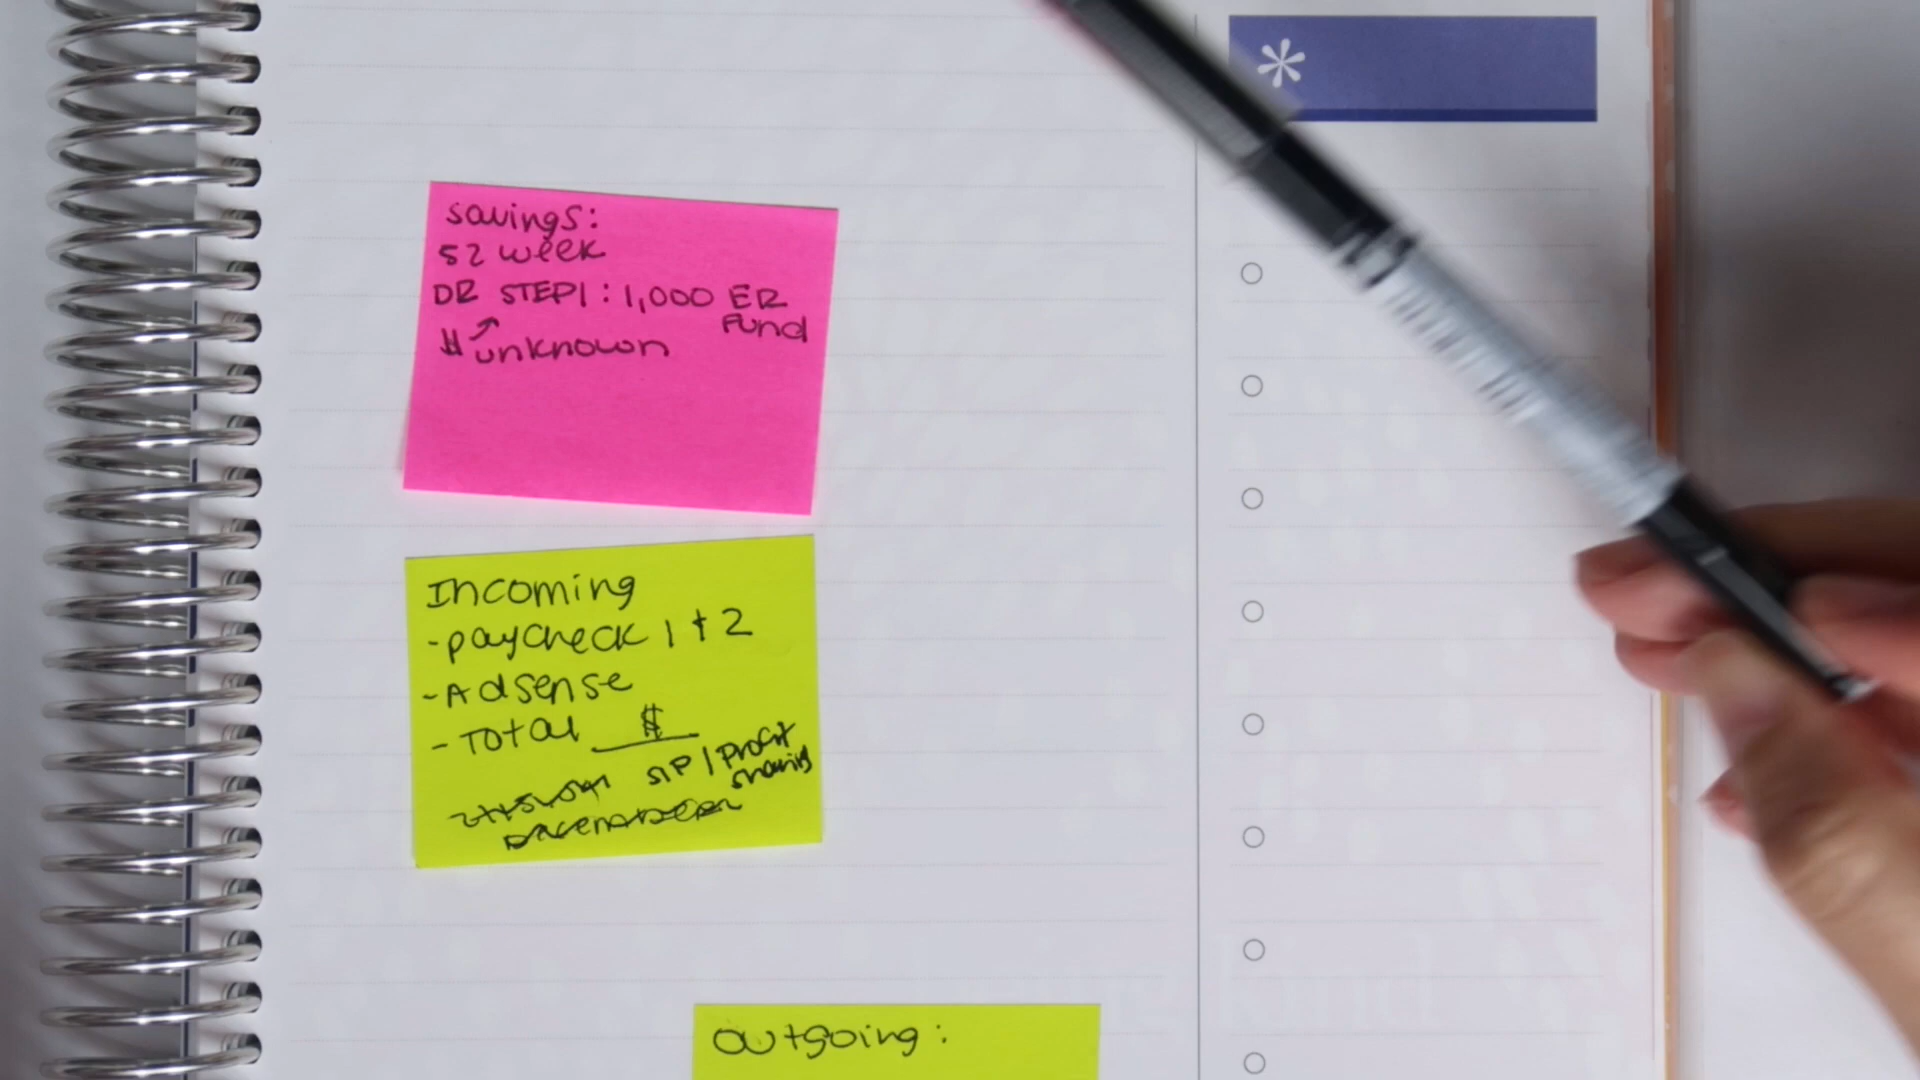 *
savings:
52 week
DR STEP1: 1,000 ER
Fund
$ unknown
Incoming
- paycheck 1 + 2
- Adsense
- Total $
SIP / Profit
sharing
outgoing: